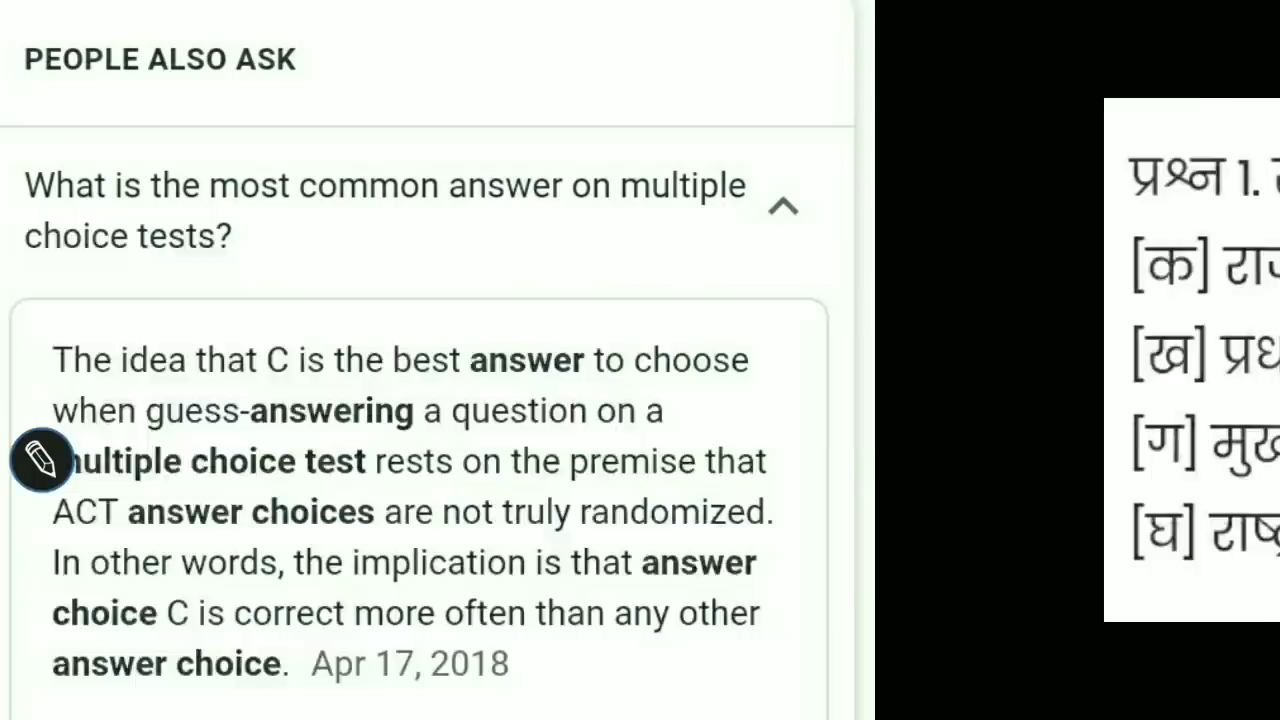 PEOPLE ALSO ASK
What is the most common answer on multiple
choice tests?
The idea that C is the best answer to choose
when guess-answering a question on a
multiple choice test rests on the premise that
ACT answer choices are not truly randomized.
In other words, the implication is that answer
choice C is correct more often than any other
answer choice. Apr 17, 2018
प्रश्न 1.
[क]
[ख]
[ग]
[घ]